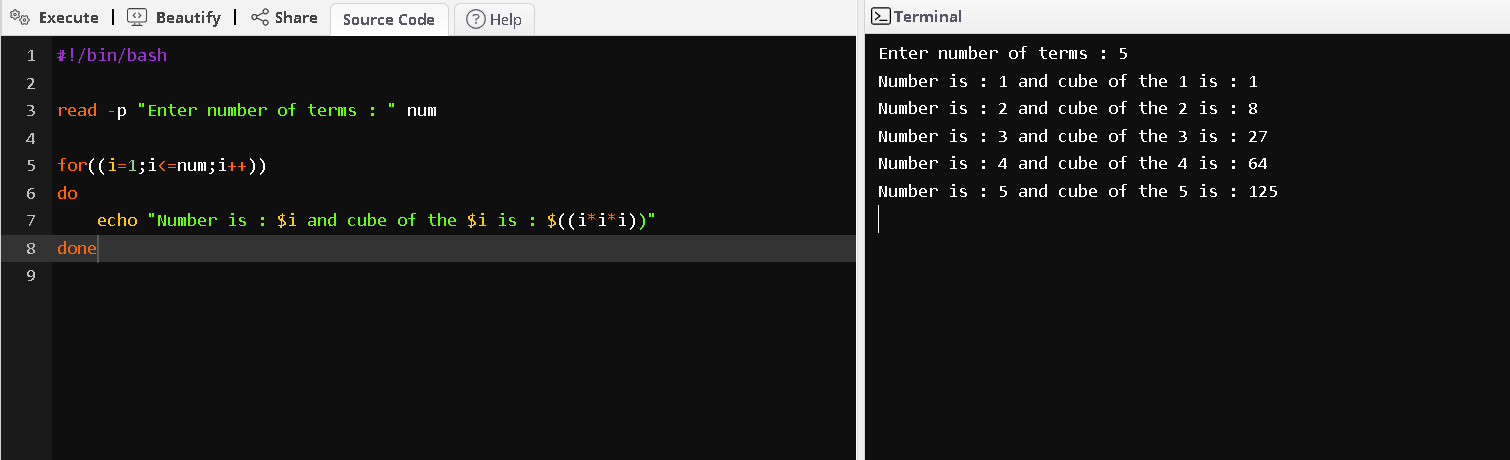 Execute | Beautify | Share Source Code Help
1 #!/bin/bash
2
3 read -p "Enter number of terms : " num
4
5 for((i=1;i<=num;i++))
6 do
7     echo "Number is : $i and cube of the $i is : $((i*i*i))"
8 done
9
Terminal
Enter number of terms : 5
Number is : 1 and cube of the 1 is : 1
Number is : 2 and cube of the 2 is : 8
Number is : 3 and cube of the 3 is : 27
Number is : 4 and cube of the 4 is : 64
Number is : 5 and cube of the 5 is : 125